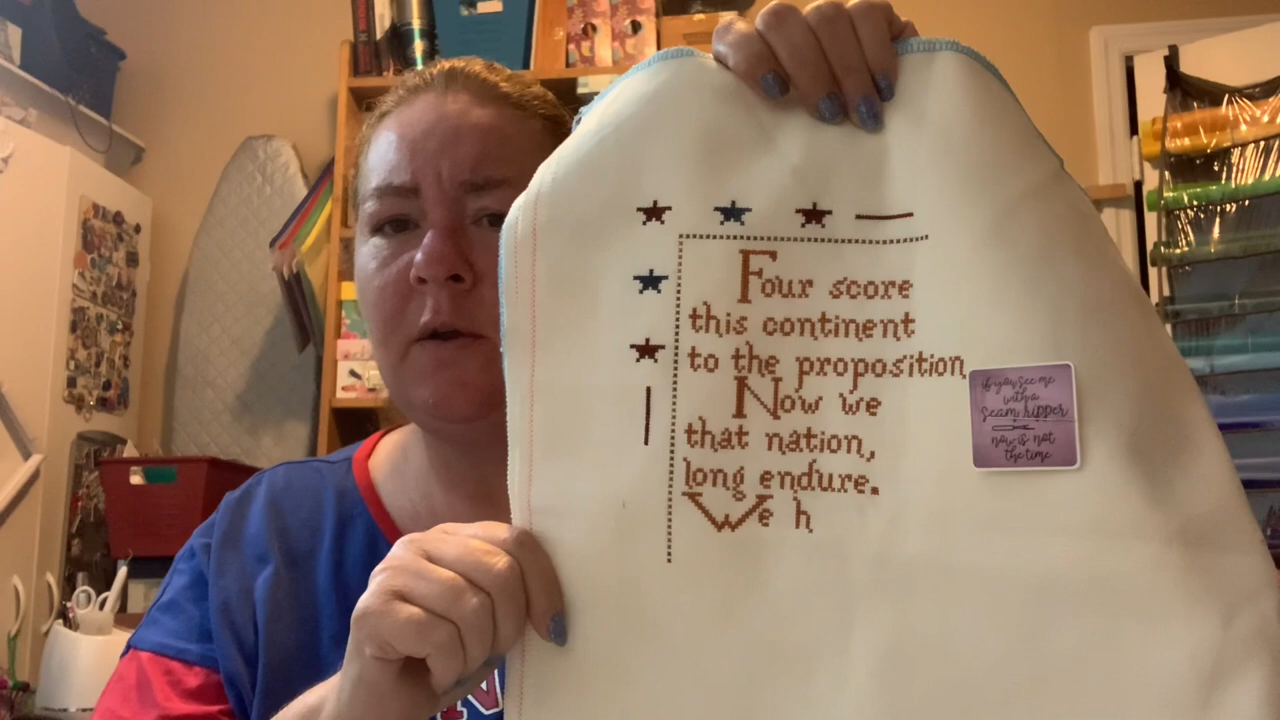 Four score
this continent
to the proposition
Now we
that nation,
long endure.
We h
if you see me
with a
seam ripper
now is not
the time